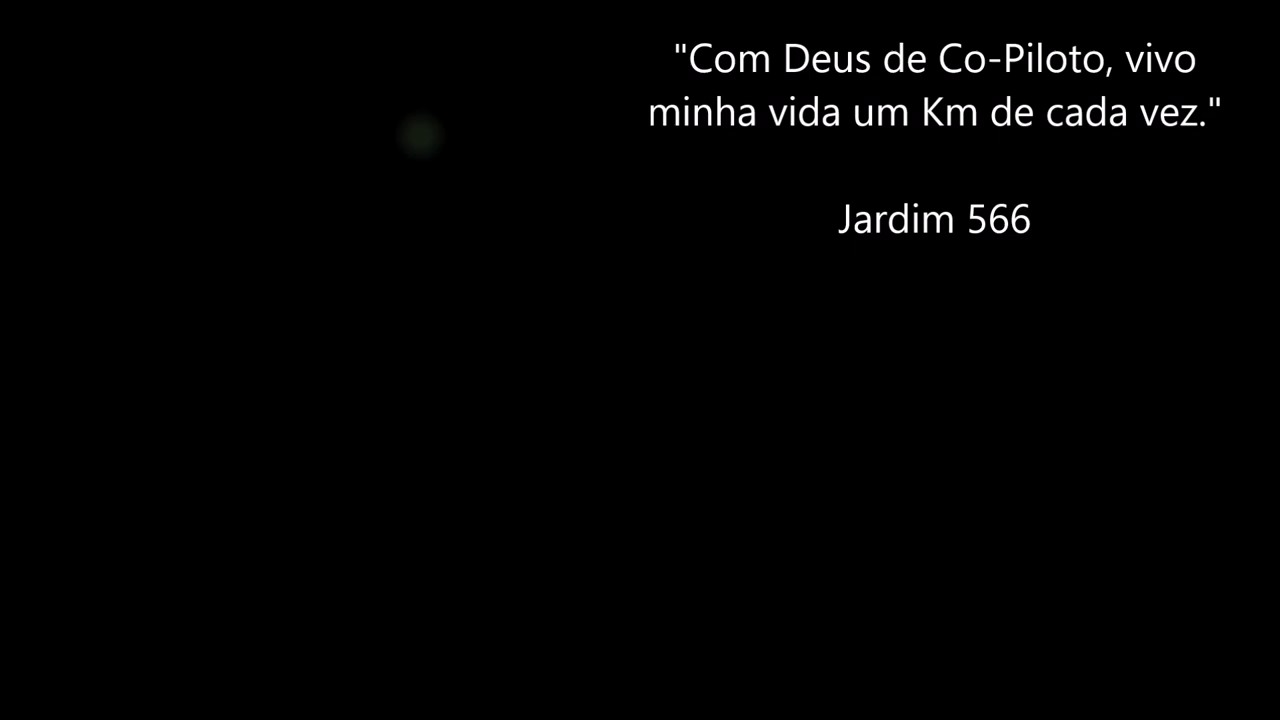 "Com Deus de Co-Piloto, vivo
minha vida um Km de cada vez."
Jardim 566